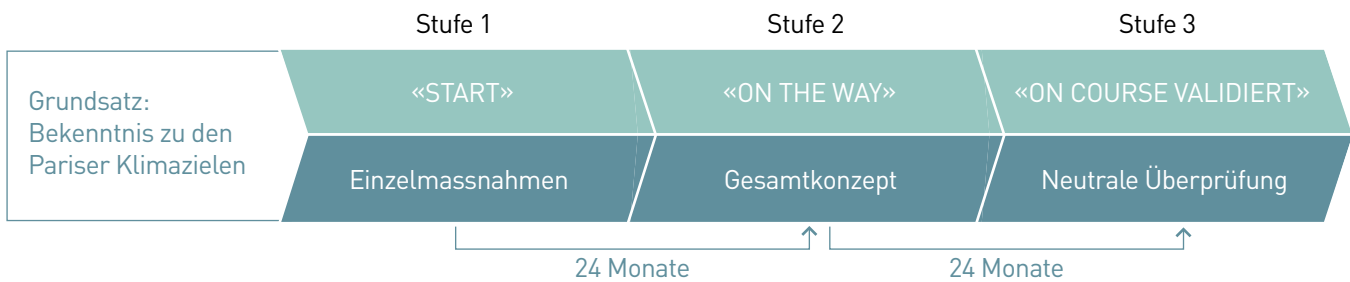 Stufe 1
Stufe 2
Stufe 3
Grundsatz:
Bekenntnis zu den
Pariser Klimazielen
«START»
«ON THE WAY»
«ON COURSE VALIDIERT»
Einzelmassnahmen
Gesamtkonzept
Neutrale Überprüfung
24 Monate
24 Monate